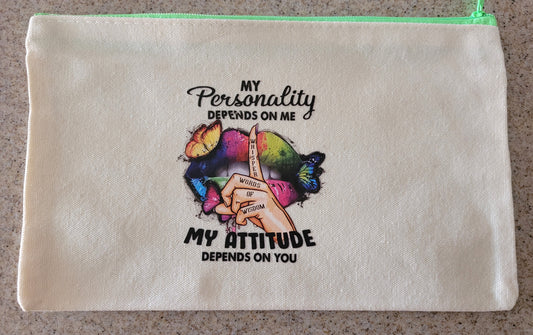 MY
Personality
DEPENDS ON ME
WHISPER
WORDS
OF
WISDOM
MY ATTITUDE
DEPENDS ON YOU